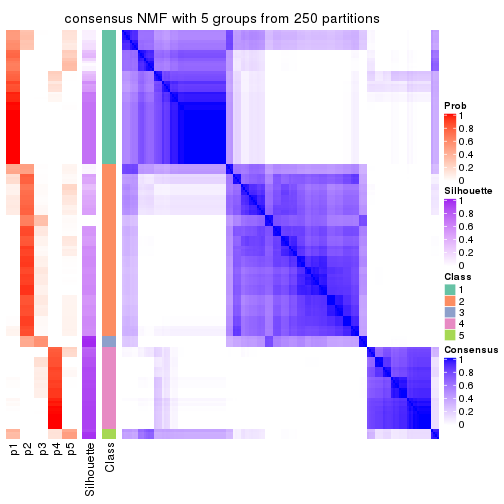 consensus NMF with 5 groups from 250 partitions
Prob
1
0.8
0.6
0.4
0.2
0
Silhouette
1
0.8
0.6
0.4
0.2
0
Class
1
2
3
4
5
Consensus
1
0.8
0.6
0.4
0.2
0
p1
p2
p3
p4
p5
Silhouette
Class